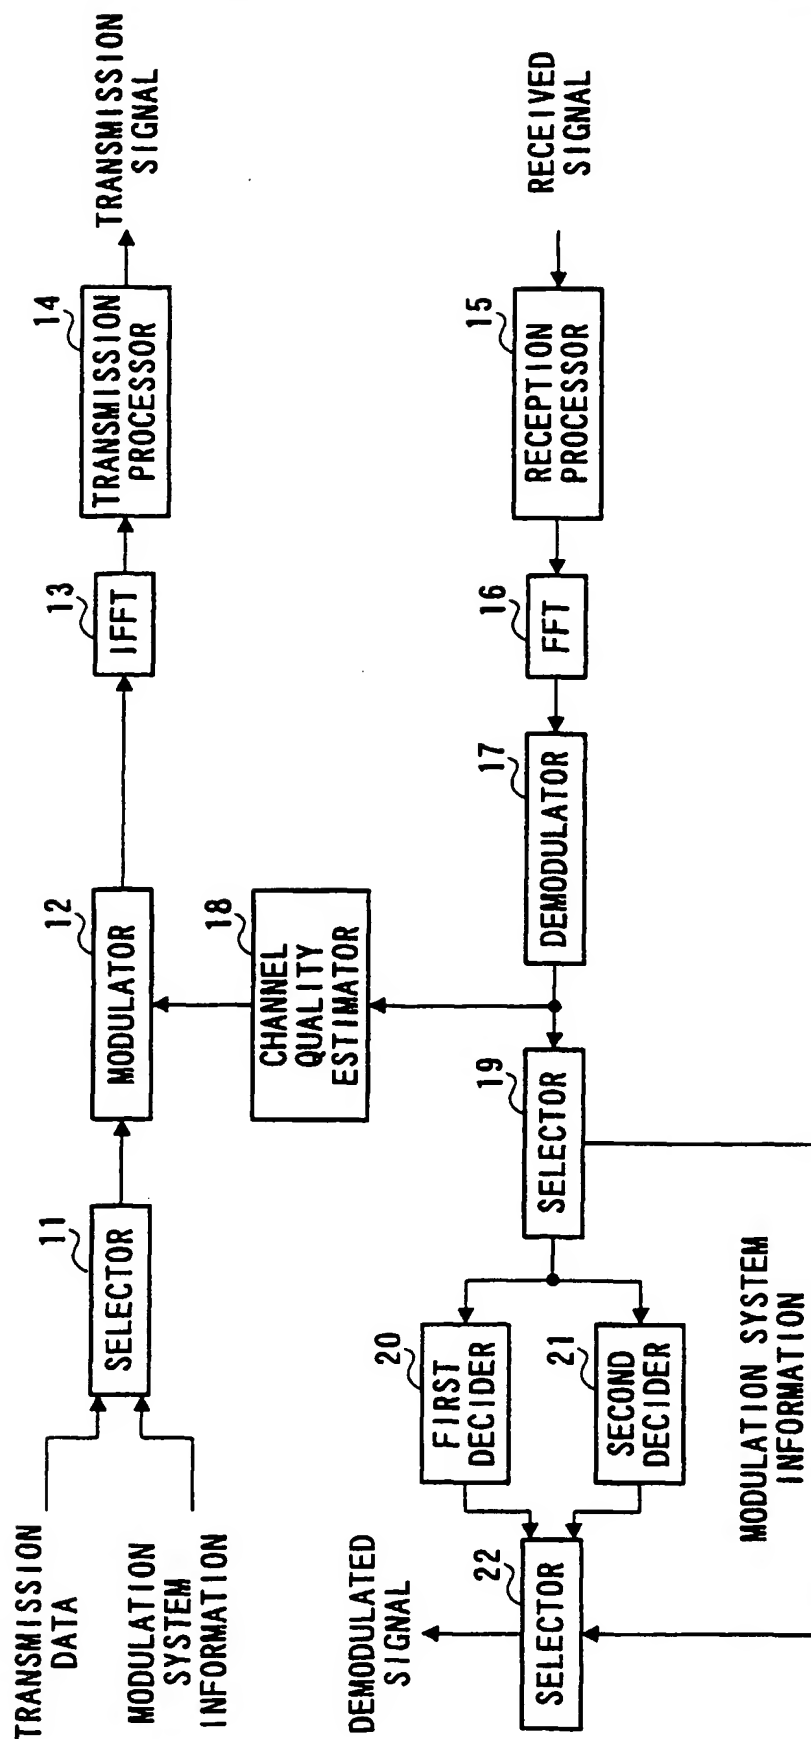 TRANSMISSION
DATA
MODULATION
SYSTEM
INFORMATION
11
SELECTOR
12
MODULATOR
13
IFFT
14
TRANSMISSION
PROCESSOR
TRANSMISSION
SIGNAL
18
CHANNEL
QUALITY
ESTIMATOR
DEMODULATED
SIGNAL
22
SELECTOR
20
FIRST
DECIDER
21
SECOND
DECIDER
19
SELECTOR
17
DEMODULATOR
16
FFT
15
RECEPTION
PROCESSOR
RECEIVED
SIGNAL
MODULATION SYSTEM
INFORMATION